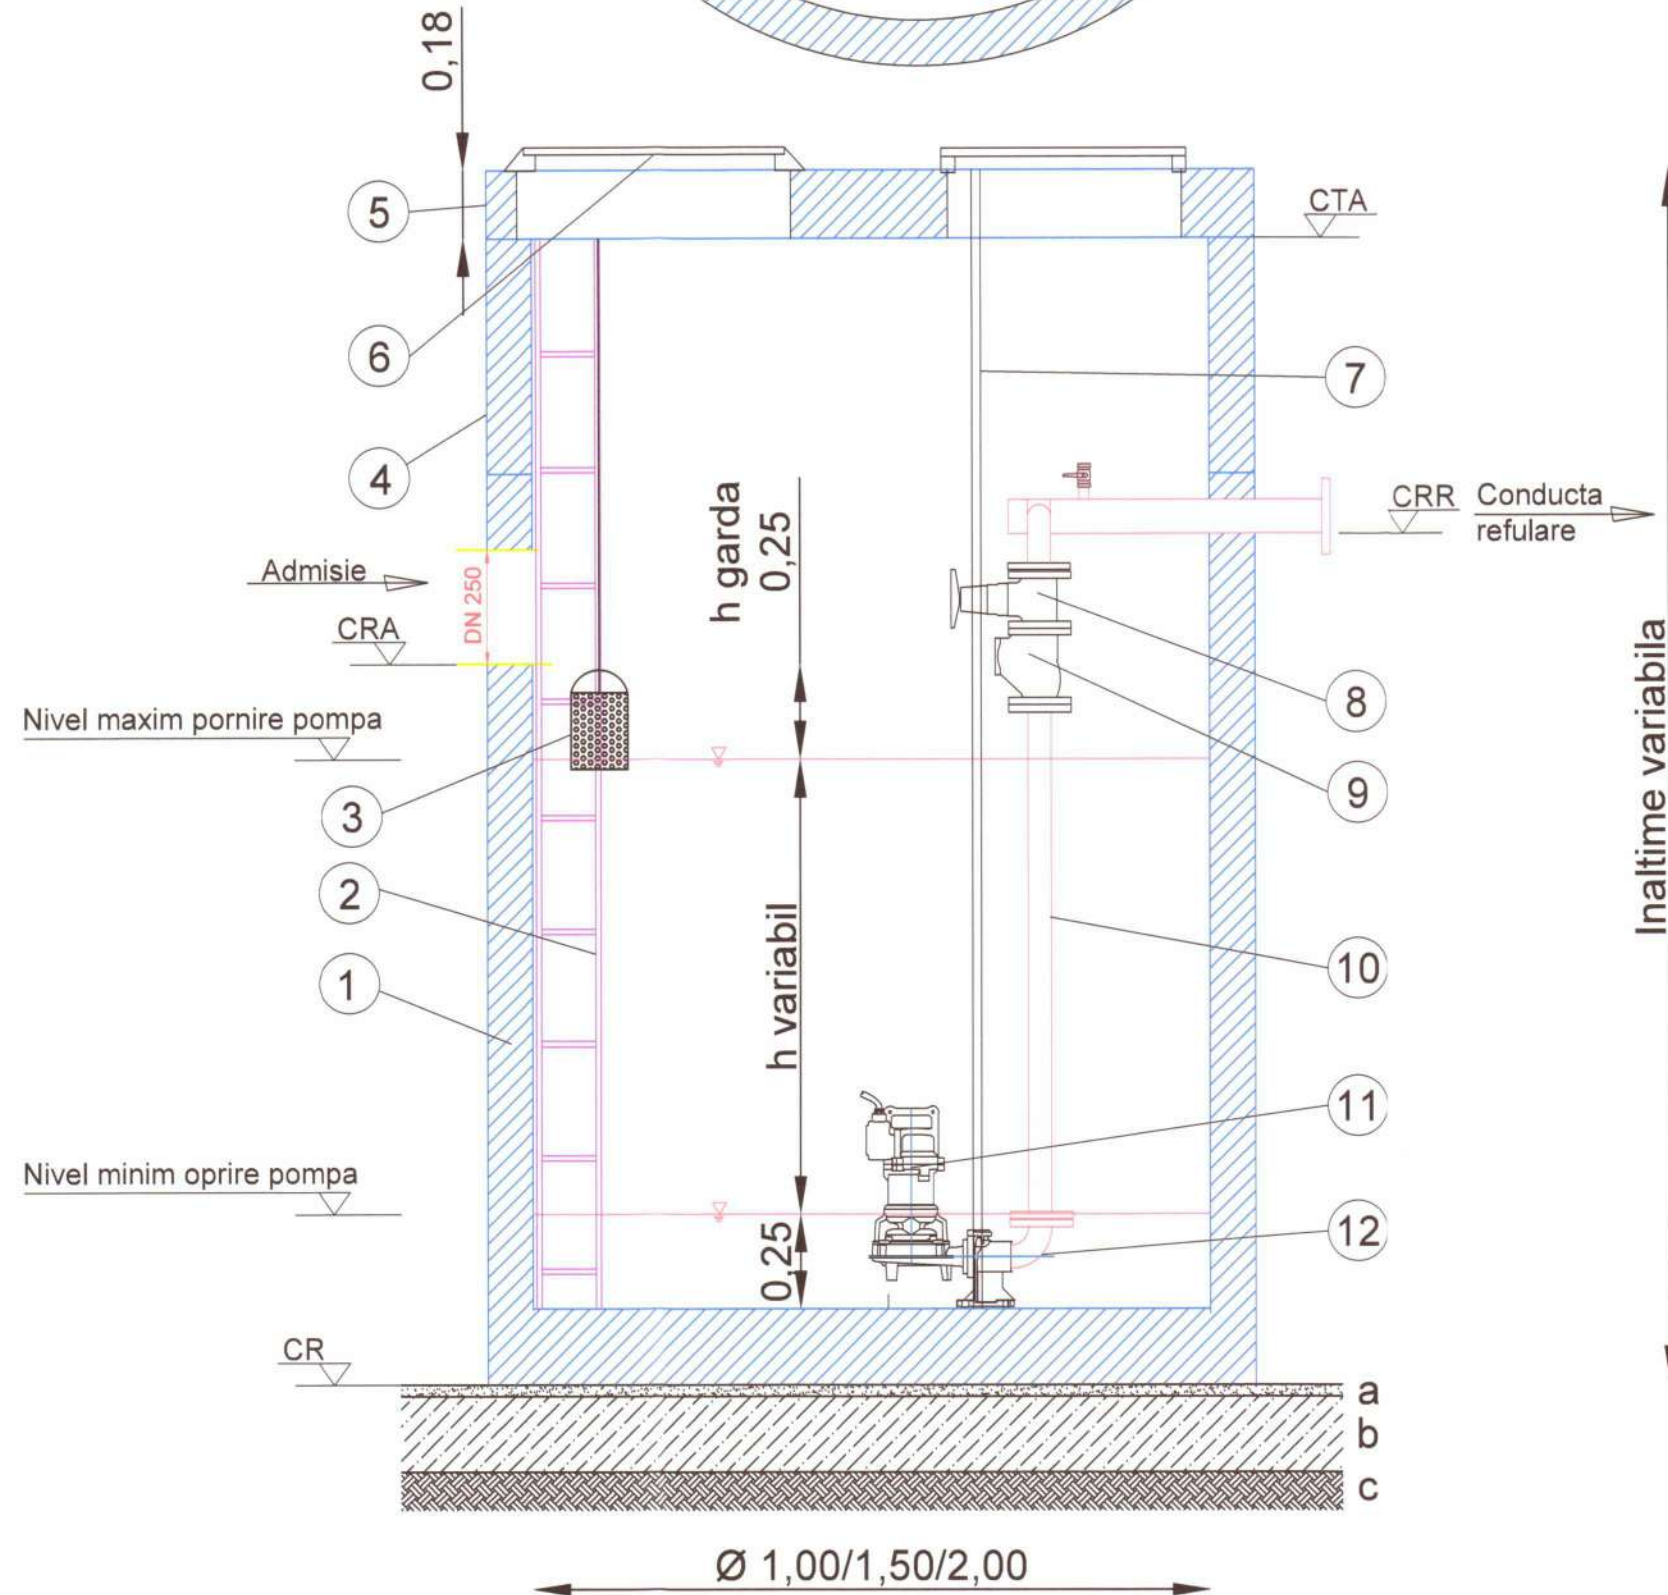 0,18
5
CTA
6
7
4
h garda
0,25
CRR
Conducta
refulare
Admisie
DN 250
CRA
8
Nivel maxim pornire pompa
3
9
Inaltime variabila
2
h variabil
10
1
11
Nivel minim oprire pompa
0,25
12
CR
a
b
c
Ø 1,00/1,50/2,00